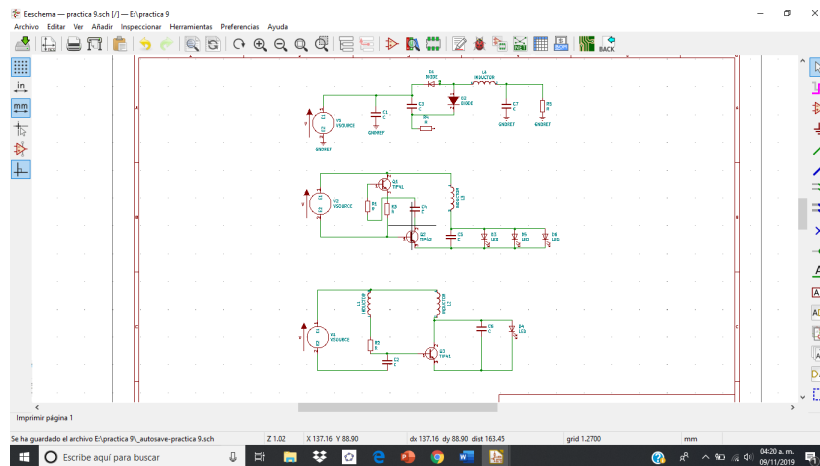 Eeschema — practica 9.sch [/] — E:\practica 9
Archivo Editar Ver Añadir Inspeccionar Herramientas Preferencias Ayuda
BACK
in
mm
D1
DIODE
L4
INDUCTOR
V3
VSOURCE
C1
C
C3
C
D2
DIODE
C7
C
R5
R
R4
R
GNDREF
GNDREF
GNDREF
GNDREF
V2
VSOURCE
Q1
TIP41
R1
R
R3
R
C4
C
L3
INDUCTOR
Q2
TIP42
C5
C
D3
LED
D5
LED
D6
LED
V1
VSOURCE
L1
INDUCTOR
L2
INDUCTOR
R2
R
C2
C
Q3
TIP41
C6
C
D4
LED
Imprimir página 1
Se ha guardado el archivo E:\practica 9\_autosave-practica 9.sch Z 1.02 X 137.16 Y 88.90 dx 137.16 dy 88.90 dist 163.45 grid 1.2700 mm
Escribe aquí para buscar
04:20 a. m.
09/11/2019